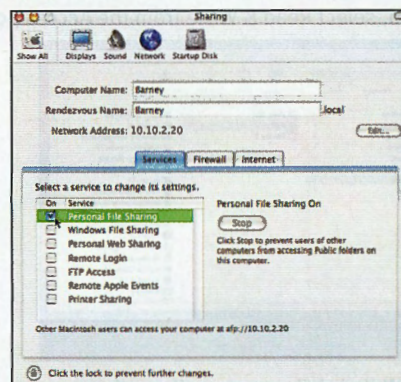 Sharing
Show All
Displays
Sound
Network
Startup Disk
Computer Name: Barney
Rendezvous Name: Barney .local
Network Address: 10.10.2.20
Edit...
Services
Firewall
Internet
Select a service to change its settings.
On Service
Personal File Sharing
Windows File Sharing
Personal Web Sharing
Remote Login
FTP Access
Remote Apple Events
Printer Sharing
Personal File Sharing On
Stop
Click Stop to prevent users of other
computers from accessing Public folders on
this computer.
Other Macintosh users can access your computer at afp://10.10.2.20
Click the lock to prevent further changes.